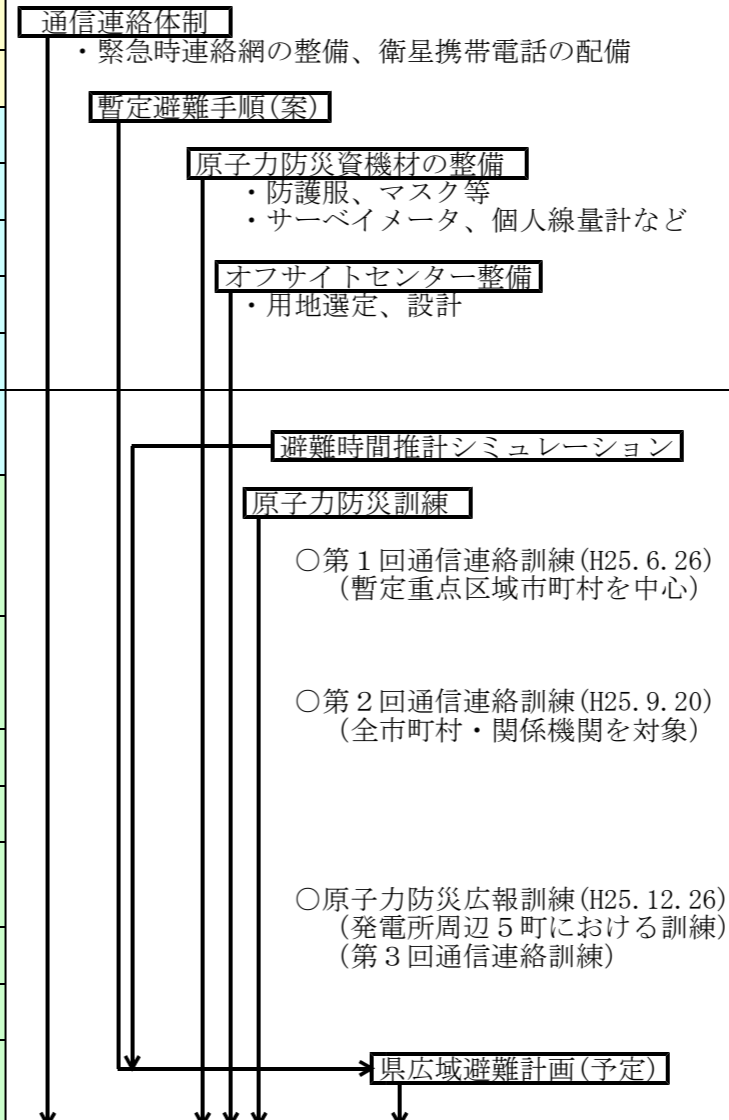 通信連絡体制
・緊急時連絡網の整備、衛星携帯電話の配備
暫定避難手順(案)
原子力防災資機材の整備
・防護服、マスク等
・サーベイメータ、個人線量計など
オフサイトセンター整備
・用地選定、設計
避難時間推計シミュレーション
原子力防災訓練
○第１回通信連絡訓練(H25.6.26)
(暫定重点区域市町村を中心)
○第２回通信連絡訓練(H25.9.20)
(全市町村・関係機関を対象)
○原子力防災広報訓練(H25.12.26)
(発電所周辺５町における訓練)
(第３回通信連絡訓練)
県広域避難計画(予定)